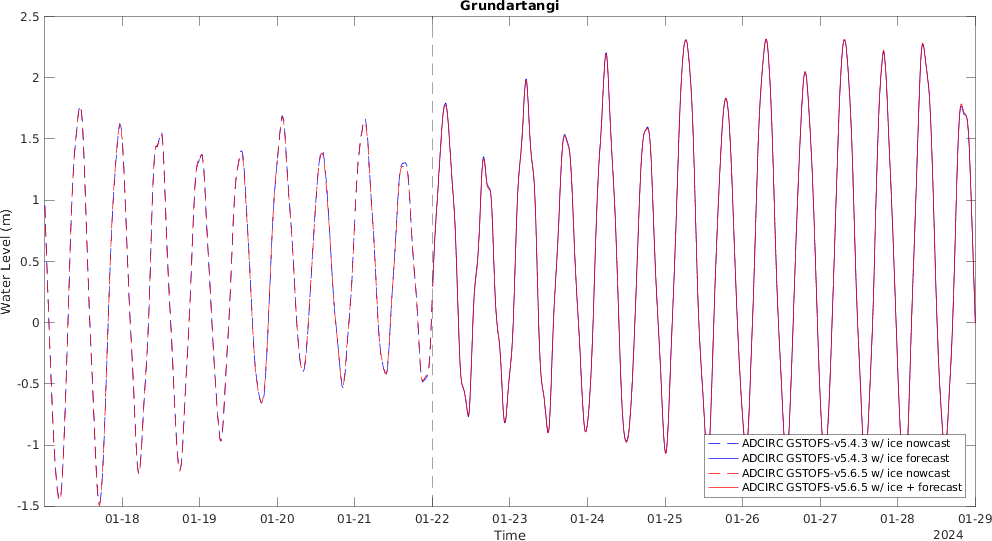 Grundartangi
2.5
2
1.5
1
0.5
0
-0.5
-1
-1.5
Water Level (m)
ADCIRC GSTOFS-v5.4.3 w/ ice nowcast
ADCIRC GSTOFS-v5.4.3 w/ ice forecast
ADCIRC GSTOFS-v5.6.5 w/ ice nowcast
ADCIRC GSTOFS-v5.6.5 w/ ice + forecast
01-18 01-19 01-20 01-21 01-22 01-23 01-24 01-25 01-26 01-27 01-28 01-29
Time
2024